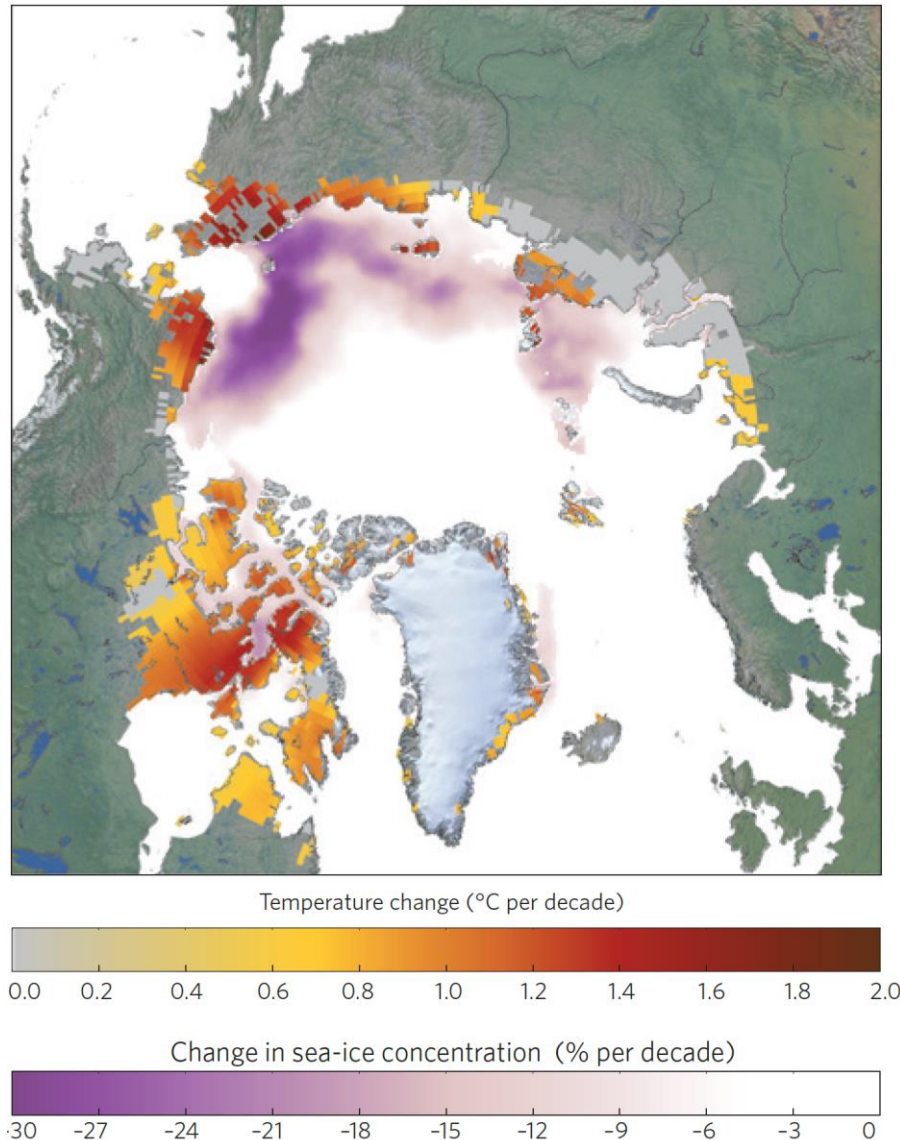 Temperature change (°C per decade)
0.0 0.2 0.4 0.6 0.8 1.0 1.2 1.4 1.6 1.8 2.0
Change in sea-ice concentration (% per decade)
-30 –27 –24 –21 –18 –15 –12 –9 –6 –3 0